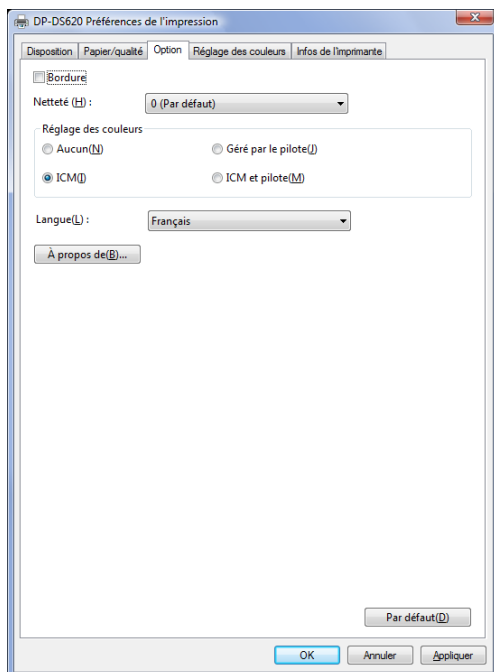 DP-DS620 Préférences de l'impression
Disposition Papier/qualité Option Réglage des couleurs Infos de l'imprimante
Bordure
Netteté (H) : 0 (Par défaut)
Réglage des couleurs
Aucun(N) Géré par le pilote(J)
ICM(I) ICM et pilote(M)
Langue(L) : Français
À propos de(B)...
Par défaut(D)
OK Annuler Appliquer